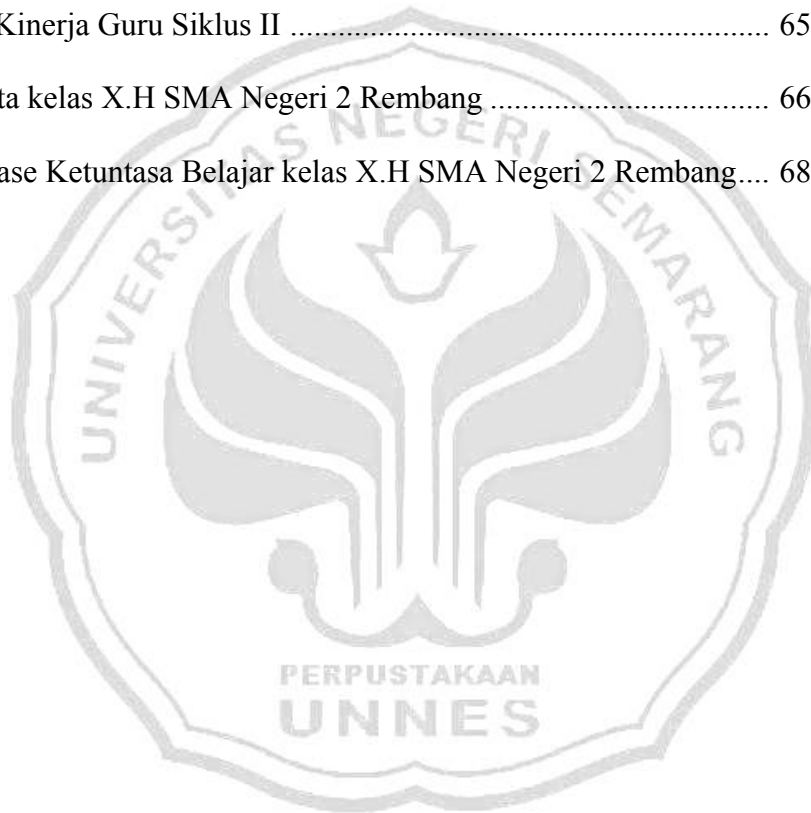 Kinerja Guru Siklus II ............................................................................. 65
ta kelas X.H SMA Negeri 2 Rembang ............................................. 66
ase Ketuntasa Belajar kelas X.H SMA Negeri 2 Rembang.... 68
UNIVERSITAS NEGERI SEMARANG
PERPUSTAKAAN
UNNES